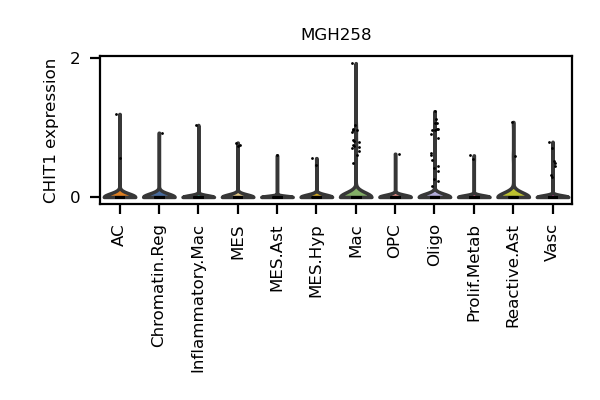 MGH258
CHIT1 expression
2
0
AC
Chromatin.Reg
Inflammatory.Mac
MES
MES.Ast
MES.Hyp
Mac
OPC
Oligo
Prolif.Metab
Reactive.Ast
Vasc